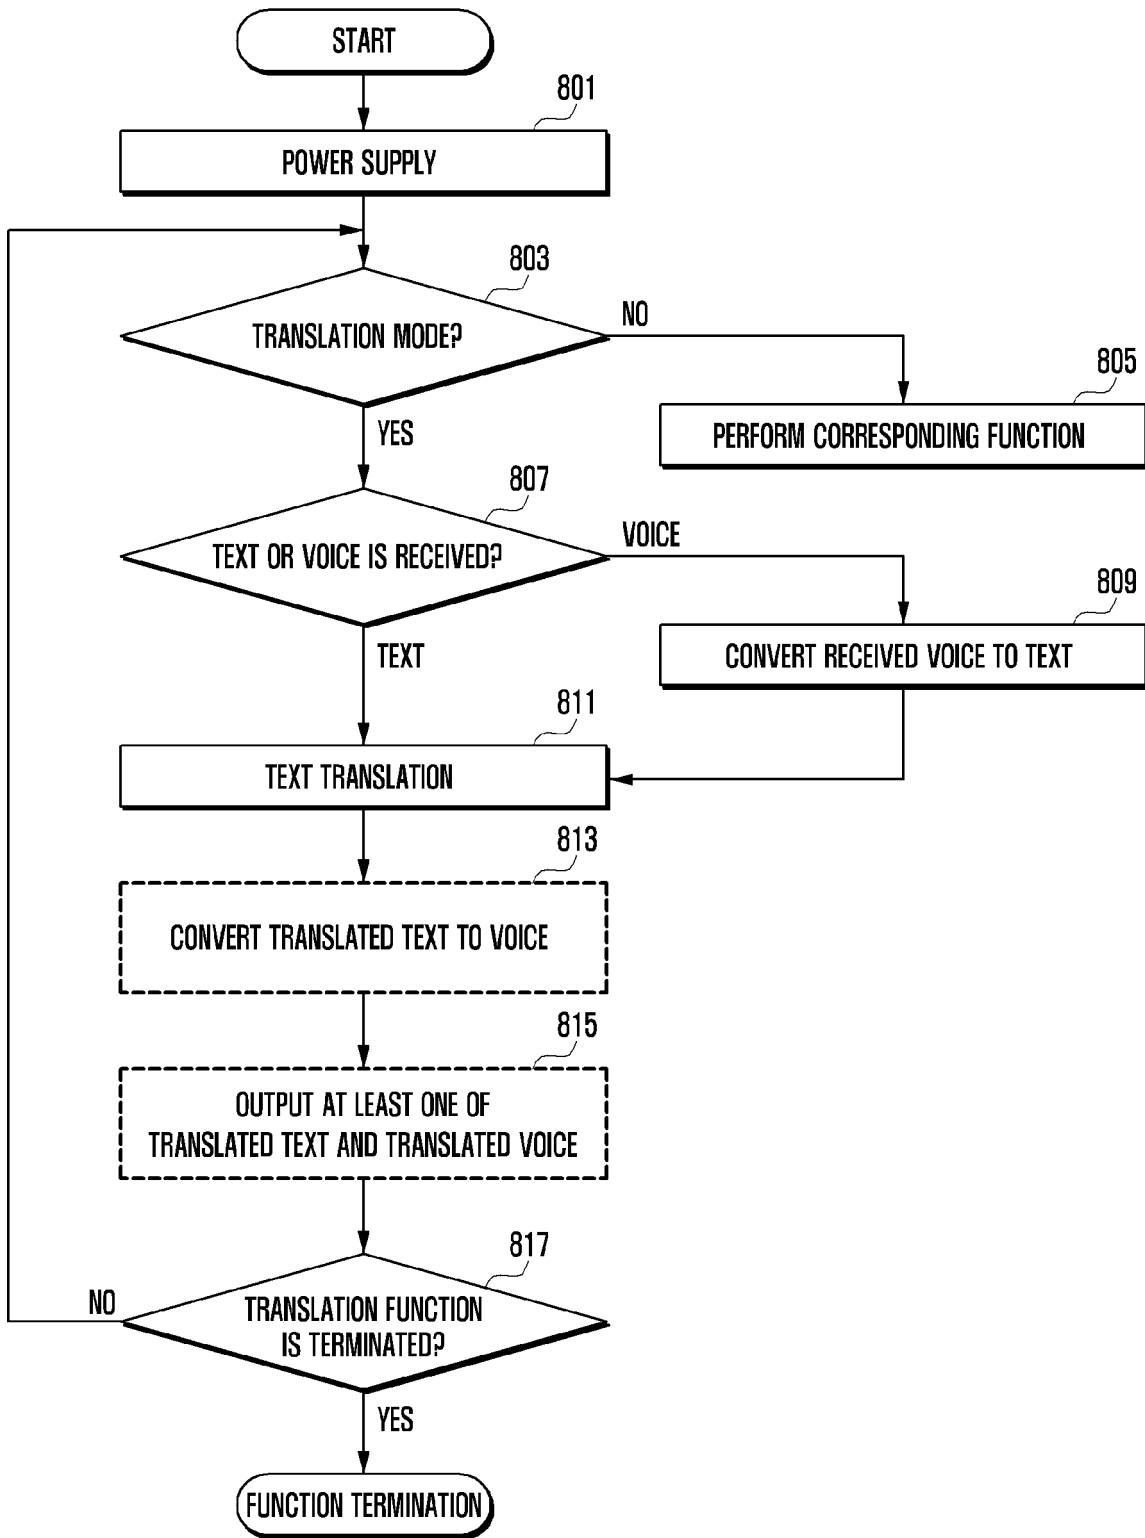 START
801
POWER SUPPLY
803
TRANSLATION MODE?
NO
805
PERFORM CORRESPONDING FUNCTION
YES
807
TEXT OR VOICE IS RECEIVED?
VOICE
809
CONVERT RECEIVED VOICE TO TEXT
TEXT
811
TEXT TRANSLATION
813
CONVERT TRANSLATED TEXT TO VOICE
815
OUTPUT AT LEAST ONE OF
TRANSLATED TEXT AND TRANSLATED VOICE
817
NO
TRANSLATION FUNCTION
IS TERMINATED?
YES
FUNCTION TERMINATION